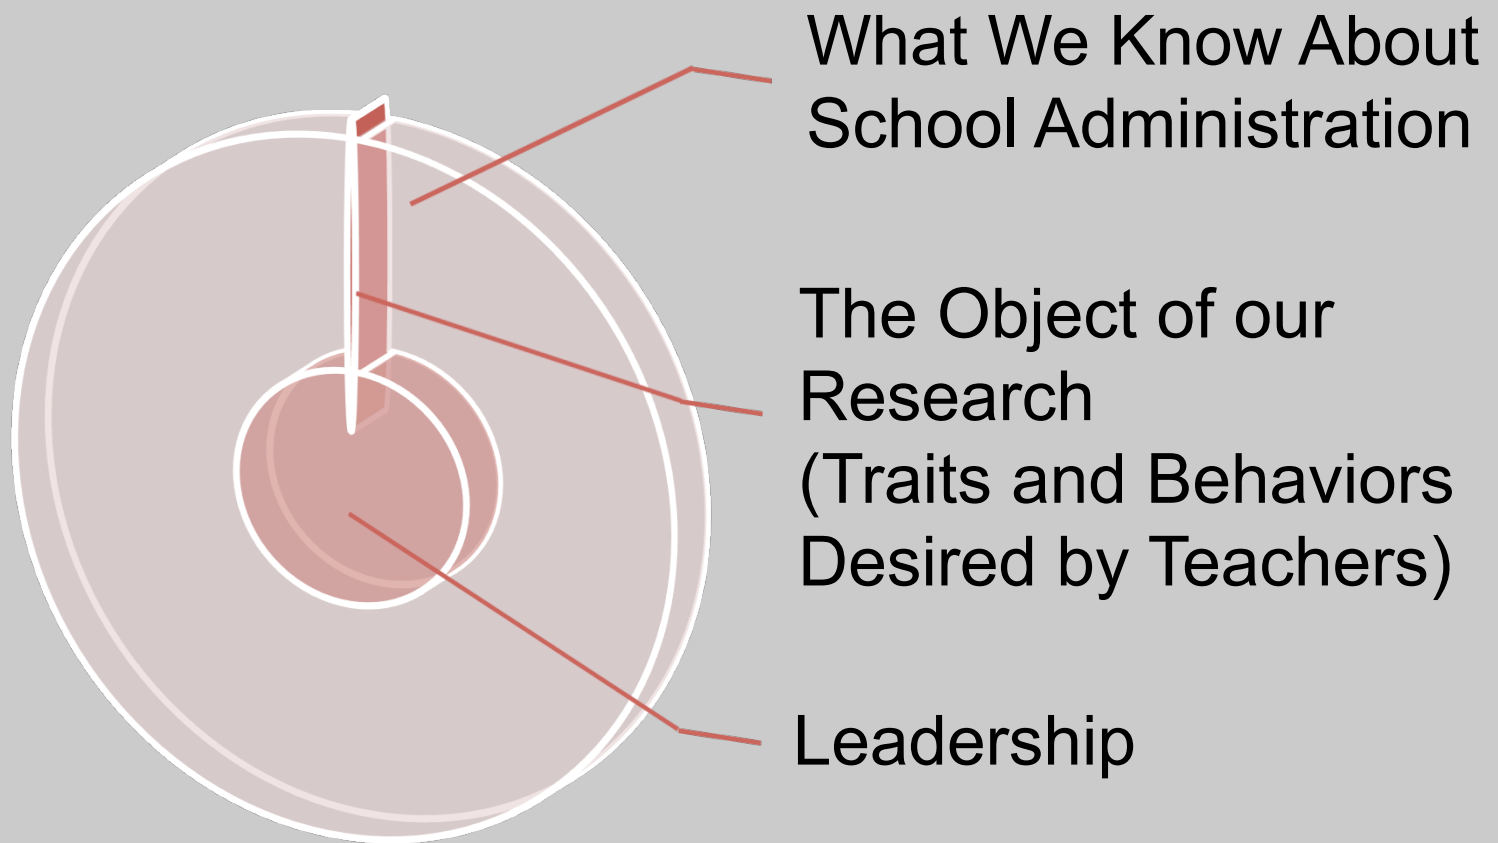 What We Know About
School Administration
The Object of our
Research
(Traits and Behaviors
Desired by Teachers)
Leadership